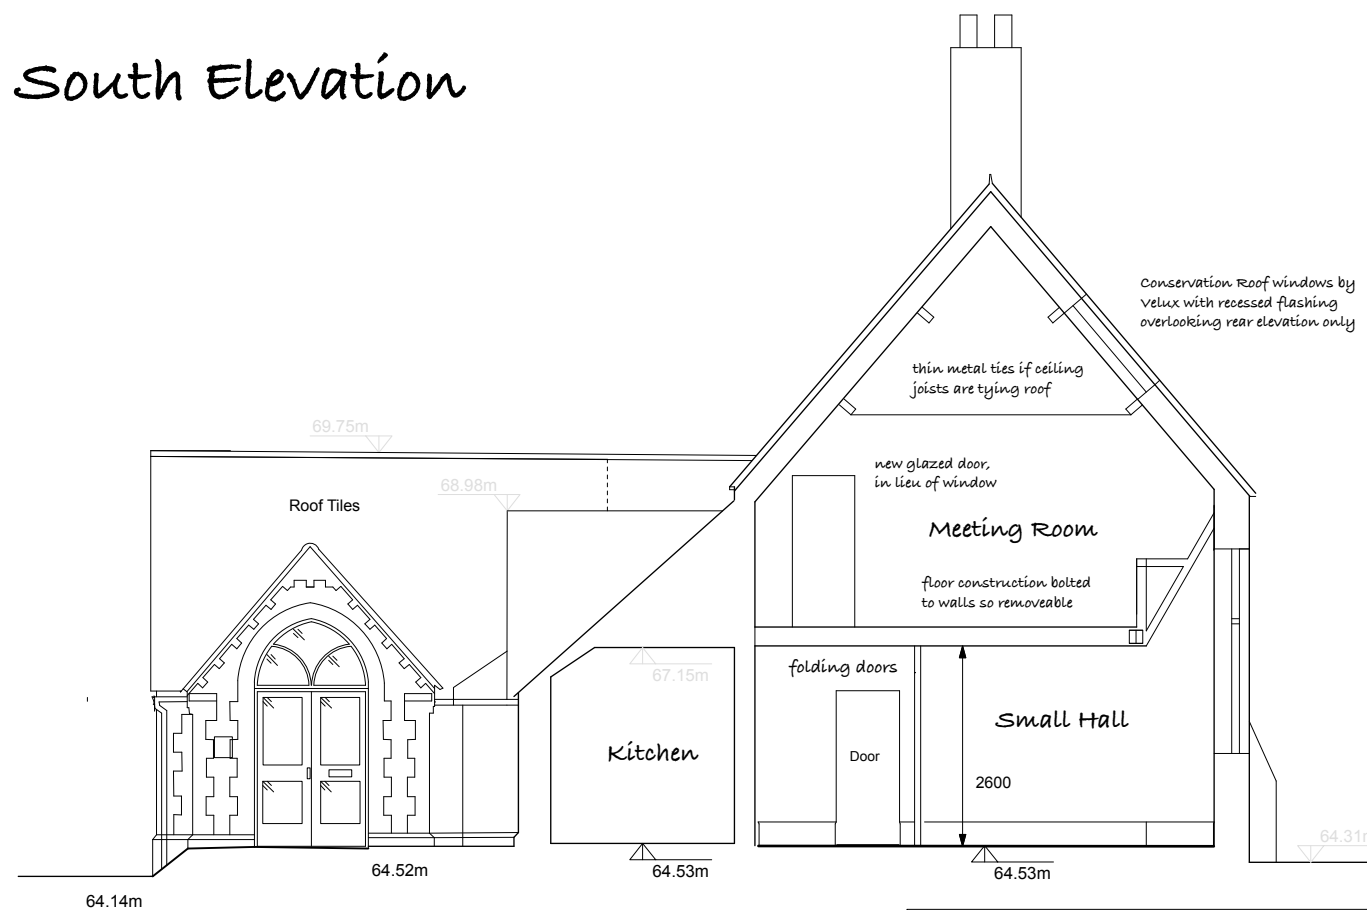 South Elevation
Conservation Roof windows by
Velux with recessed flashing
overlooking rear elevation only
thin metal ties if ceiling
joists are tying roof
69.75m
68.98m
Roof Tiles
new glazed door,
in lieu of window
Meeting Room
floor construction bolted
to walls so removeable
folding doors
67.15m
Small Hall
Kitchen
Door
2600
64.31m
64.52m
64.53m
64.53m
64.14m